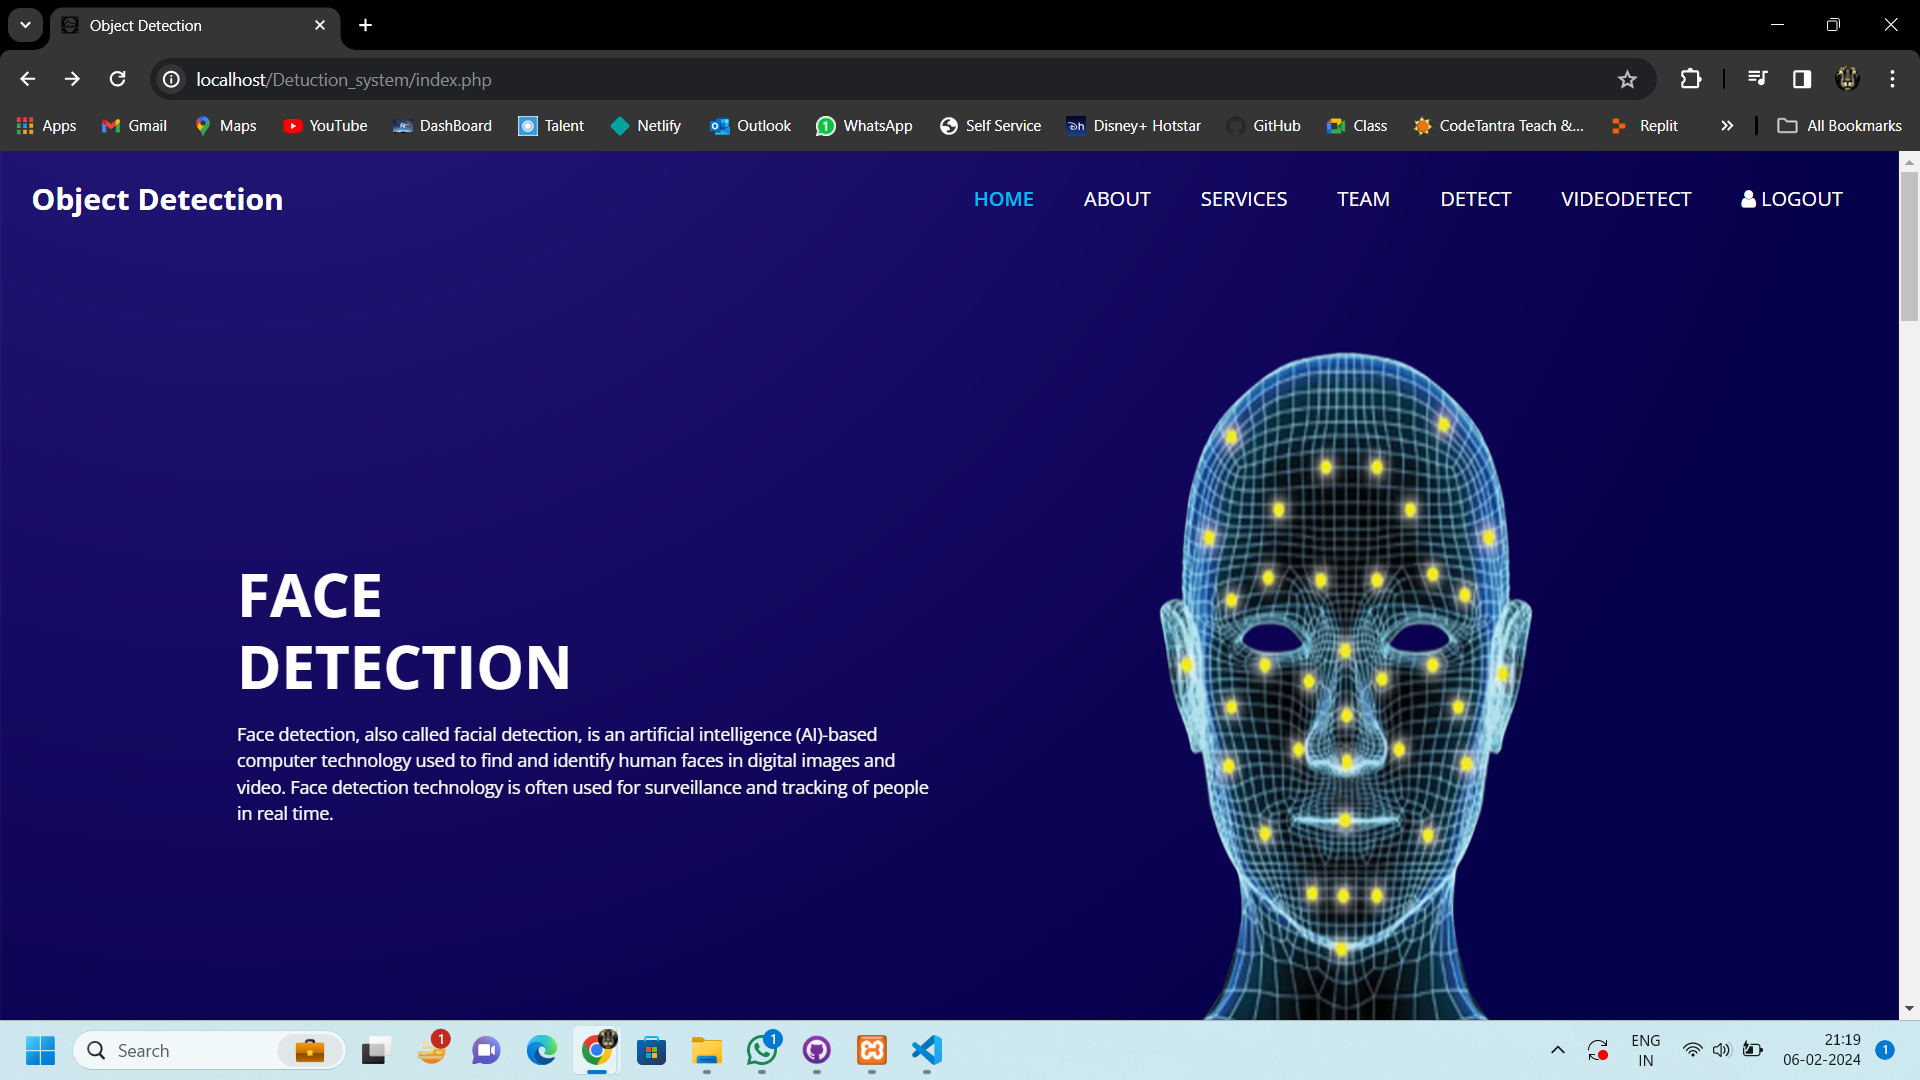 Object Detection
localhost/Detuction_system/index.php
Apps Gmail Maps YouTube DashBoard Talent Netlify Outlook WhatsApp Self Service Disney+ Hotstar GitHub Class CodeTantra Teach &... Replit » All Bookmarks
Object Detection HOME ABOUT SERVICES TEAM DETECT VIDEODETECT LOGOUT
FACE
DETECTION
Face detection, also called facial detection, is an artificial intelligence (AI)-based
computer technology used to find and identify human faces in digital images and
video. Face detection technology is often used for surveillance and tracking of people
in real time.
Search 1 1 ENG 21:19 1
IN 06-02-2024